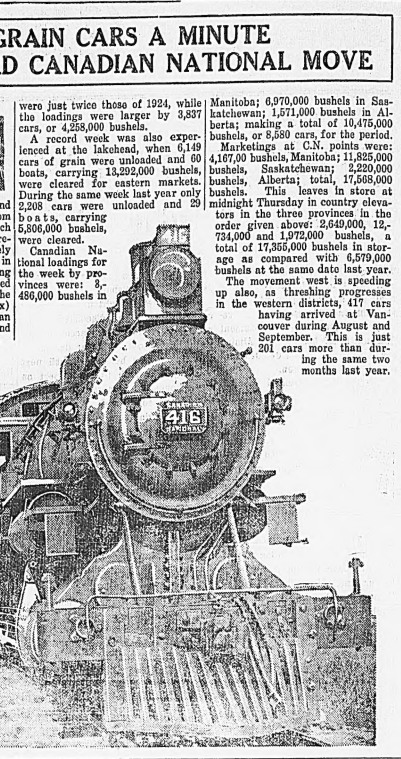 GRAIN CARS A MINUTE
D CANADIAN NATIONAL MOVE
were just twice those of 1924, while
the loadings were larger by 3,837
cars, or 4,258,000 bushels.
A record week was also exper-
ienced at the lakehead, when 6,149
cars of grain were unloaded and 60
boats, carrying 13,292,000 bushels,
were cleared for eastern markets.
During the same week last year only
2,208 cars were unloaded and 29
boats, carrying
5,806,000 bushels,
were cleared.
Canadian Na-
tional loadings for
the week by pro-
vinces were: 3,-
486,000 bushels in
Manitoba; 6,970,000 bushels in Sas-
katchewan; 1,571,000 bushels in Al-
berta; making a total of 10,475,000
bushels, or 8,580 cars, for the period.
Marketings at C.N. points were:
4,167,00 bushels, Manitoba; 11,825,000
bushels, Saskatchewan; 2,220,000
bushels, Alberta; total, 17,568,000
bushels. This leaves in store at
midnight Thursday in country eleva-
tors in the three provinces in the
order given above: 2,649,000, 12,-
734,000 and 1,972,000 bushels, a
total of 17,355,000 bushels in stor-
age as compared with 6,579,000
bushels at the same date last year.
The movement west is speeding
up also, as threshing progresses
in the western districts, 417 cars
having arrived at Van-
couver during August and
September. This is just
201 cars more than dur-
ing the same two
months last year.
CANADIAN
416
NATIONAL